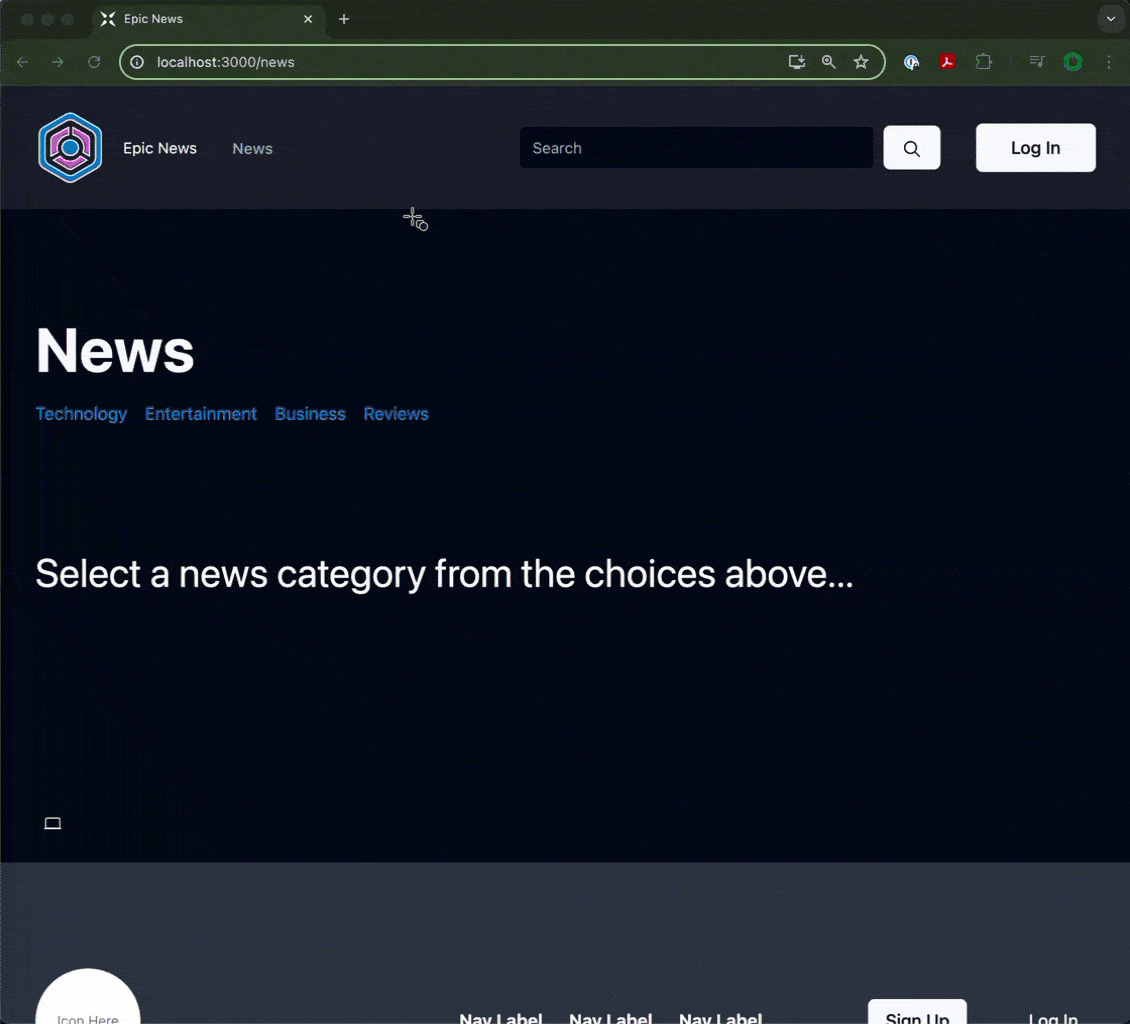 Epic News
localhost:3000/news
Epic News News Search Log In
News
Technology Entertainment Business Reviews
Select a news category from the choices above...
Icon Here Nav Label Nav Label Nav Label Sign Up Log In